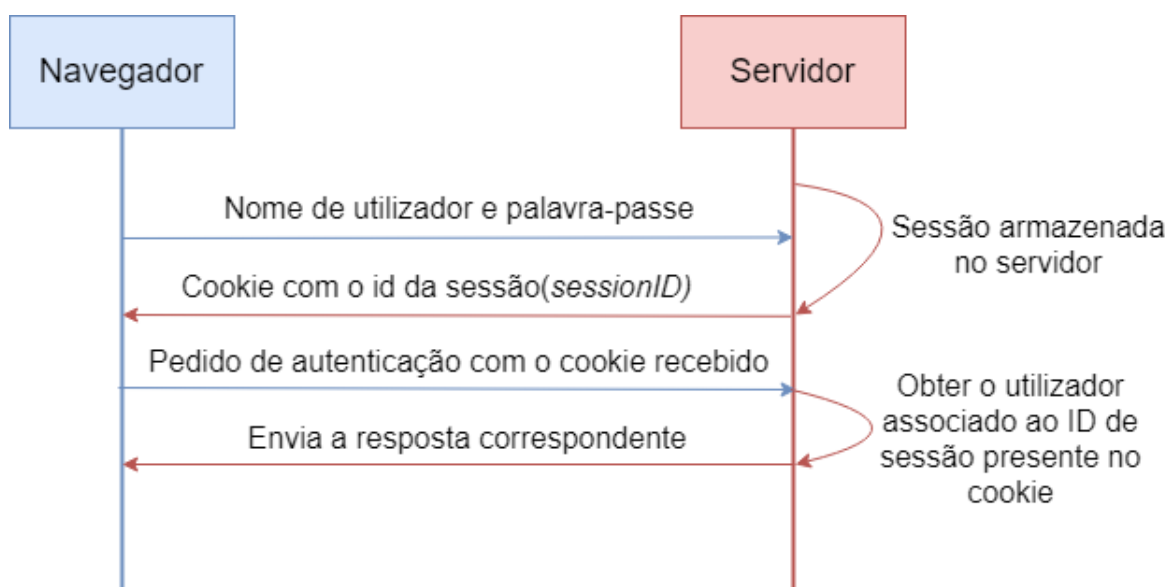 Navegador
Servidor
Nome de utilizador e palavra-passe
Sessão armazenada
no servidor
Cookie com o id da sessão(sessionID)
Pedido de autenticação com o cookie recebido
Obter o utilizador
associado ao ID de
sessão presente no
cookie
Envia a resposta correspondente